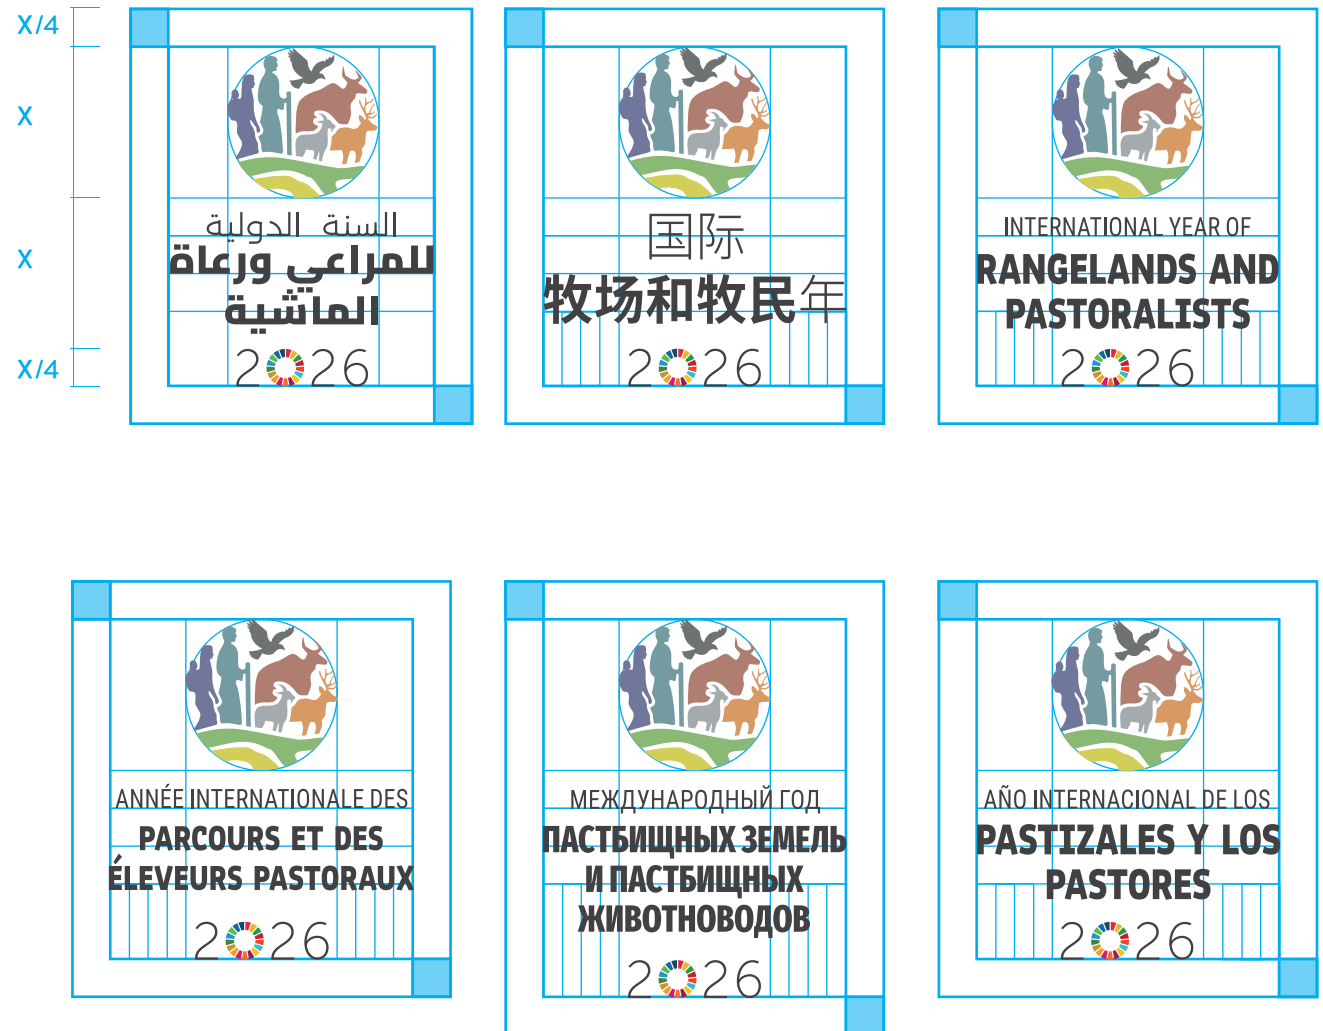 X/4
X
X
X/4
السنة الدولية
للمراعي ورعاة
الماشية
2026
国际
牧场和牧民年
2026
INTERNATIONAL YEAR OF
RANGELANDS AND
PASTORALISTS
2026
ANNÉE INTERNATIONALE DES
PARCOURS ET DES
ÉLEVEURS PASTORAUX
2026
МЕЖДУНАРОДНЫЙ ГОД
ПАСТБИЩНЫХ ЗЕМЕЛЬ
И ПАСТБИЩНЫХ
ЖИВОТНОВОДОВ
2026
AÑO INTERNACIONAL DE LOS
PASTIZALES Y LOS
PASTORES
2026